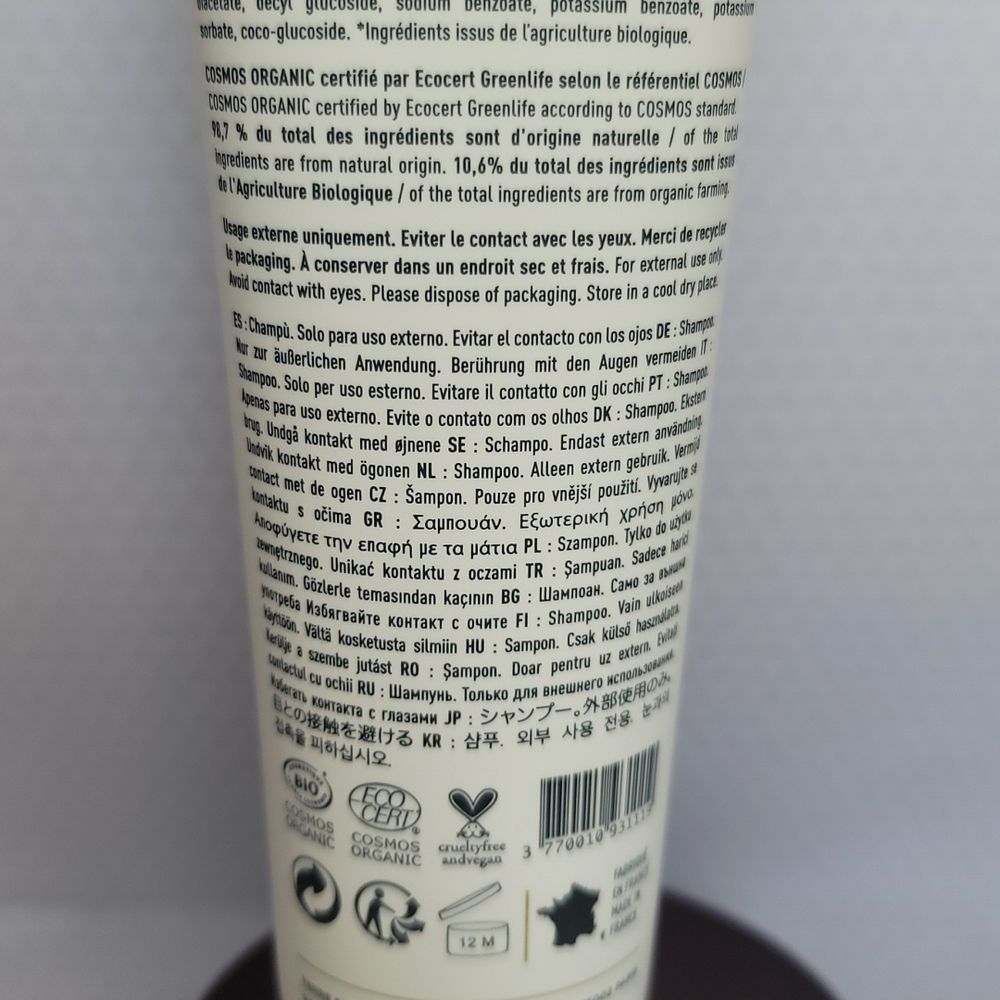 diacetate, decyl glucoside, sodium benzoate, potassium benzoate, potassium
sorbate, coco-glucoside. *Ingrédients issus de l'agriculture biologique.
COSMOS ORGANIC certifié par Ecocert Greenlife selon le référentiel COSMOS /
COSMOS ORGANIC certified by Ecocert Greenlife according to COSMOS standard.
98,7 % du total des ingrédients sont d'origine naturelle / of the total
ingredients are from natural origin. 10,6% du total des ingrédients sont issus
de l'Agriculture Biologique / of the total ingredients are from organic farming.
Usage externe uniquement. Eviter le contact avec les yeux. Merci de recycler
le packaging. À conserver dans un endroit sec et frais. For external use only.
Avoid contact with eyes. Please dispose of packaging. Store in a cool dry place.
ES : Champù. Solo para uso externo. Evitar el contacto con los ojos DE : Shampoo.
Nur zur äußerlichen Anwendung. Berührung mit den Augen vermeiden IT :
Shampoo. Solo per uso esterno. Evitare il contatto con gli occhi PT : Shampoo.
Apenas para uso externo. Evite o contato com os olhos DK : Shampoo. Ekstern
brug. Undgå kontakt med øjnene SE : Schampo. Endast extern användning.
Undvik kontakt med ögonen NL : Shampoo. Alleen extern gebruik. Vermijd
contact met de ogen CZ : Šampon. Pouze pro vnější použití. Vyvarujte se
kontaktu s očima GR : Σαμπουάν. Εξωτερική χρήση μόνο.
Αποφύγετε την επαφή με τα μάτια PL : Szampon. Tylko do użytku
zewnętrznego. Unikać kontaktu z oczami TR : Şampuan. Sadece harici
kullanim. Gözlerle temasından kaçının BG : Шампоан. Само за външна
употреба Избягвайте контакт с очите FI : Shampoo. Vain ulkoiseen
käyttöön. Vältä kosketusta silmiin HU : Sampon. Csak külső használatra.
Kerülje a szembe jutást RO : Şampon. Doar pentru uz extern. Evitați
contactul cu ochii RU : Шампунь. Только для внешнего использования.
Избегать контакта с глазами JP : シャンプー。外部使用のみ。
目との接触を避ける KR : 샴푸. 외부 사용 전용. 눈과의
접촉을 피하십시오.
BIO
COSMOS
ORGANIC
ECO
CERT
COSMOS
ORGANIC
crueltyfree
andvegan
3 770010 93111
12 M
FABRIQUÉ
EN FRANCE
MADE IN
FRANCE